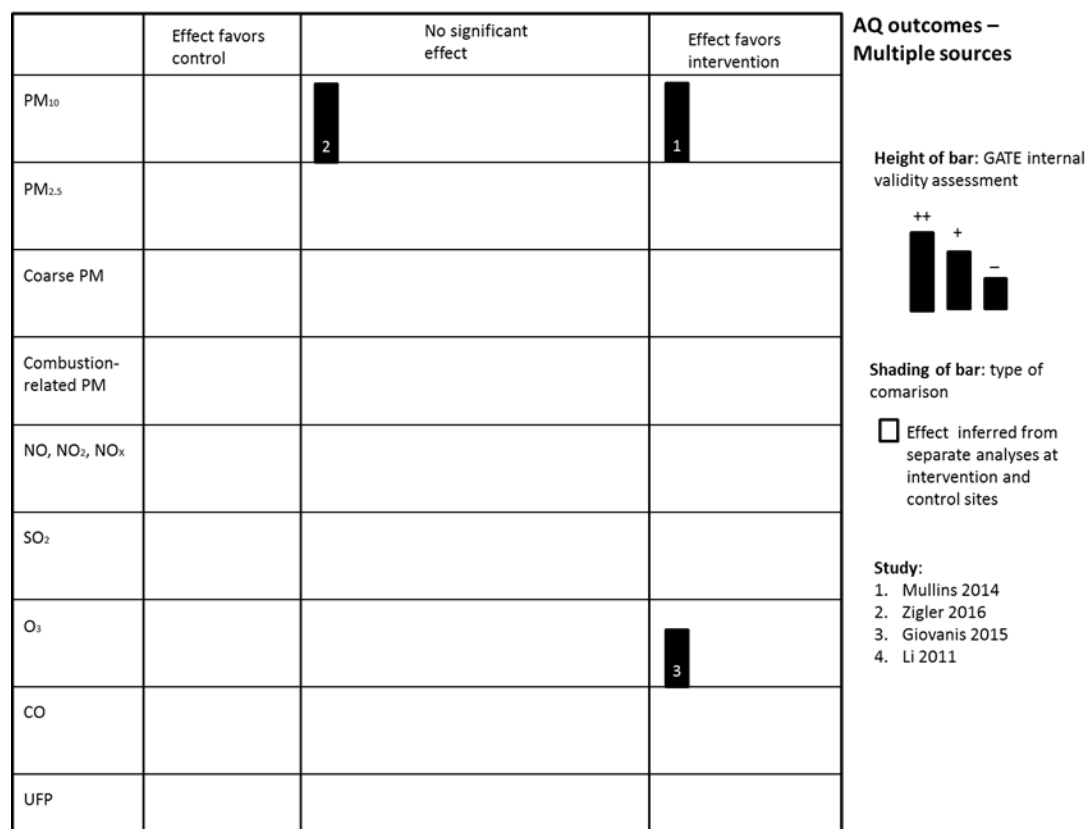 Effect favors
control
No significant
effect
Effect favors
intervention
PM₁₀
2
1
PM₂.₅
Coarse PM
Combustion-
related PM
NO, NO₂, NOₓ
SO₂
O₃
3
CO
UFP
AQ outcomes –
Multiple sources
Height of bar: GATE internal
validity assessment
++
+
–
Shading of bar: type of
comarison
Effect inferred from
separate analyses at
intervention and
control sites
Study:
1. Mullins 2014
2. Zigler 2016
3. Giovanis 2015
4. Li 2011